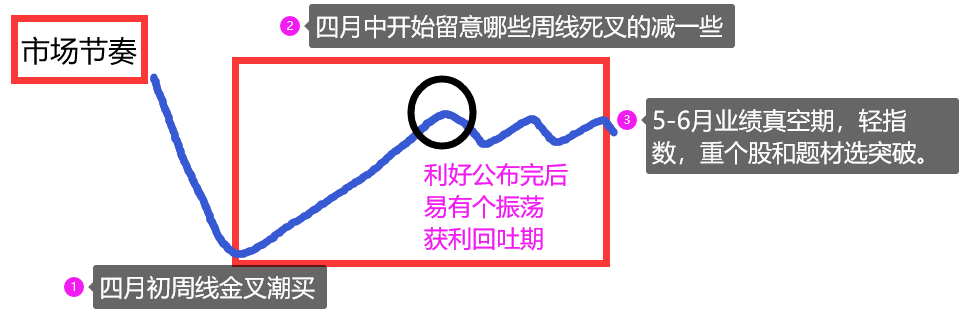 市场节奏
2 四月中开始留意哪些周线死叉的减一些
3 5-6月业绩真空期，轻指
数，重个股和题材选突破。
利好公布完后
易有个振荡
获利回吐期
1 四月初周线金叉潮买